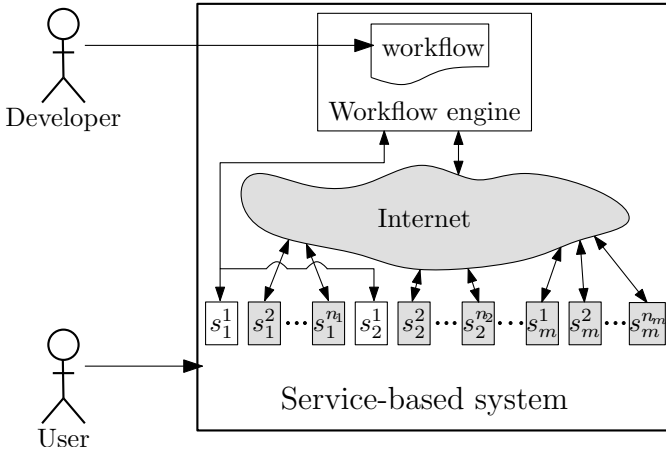 workflow
Workflow engine
Developer
Internet
s_1^1 s_1^2 ... s_1^{n_1} s_2^1 s_2^2 ... s_2^{n_2} ... s_m^1 s_m^2 ... s_m^{n_m}
Service-based system
User